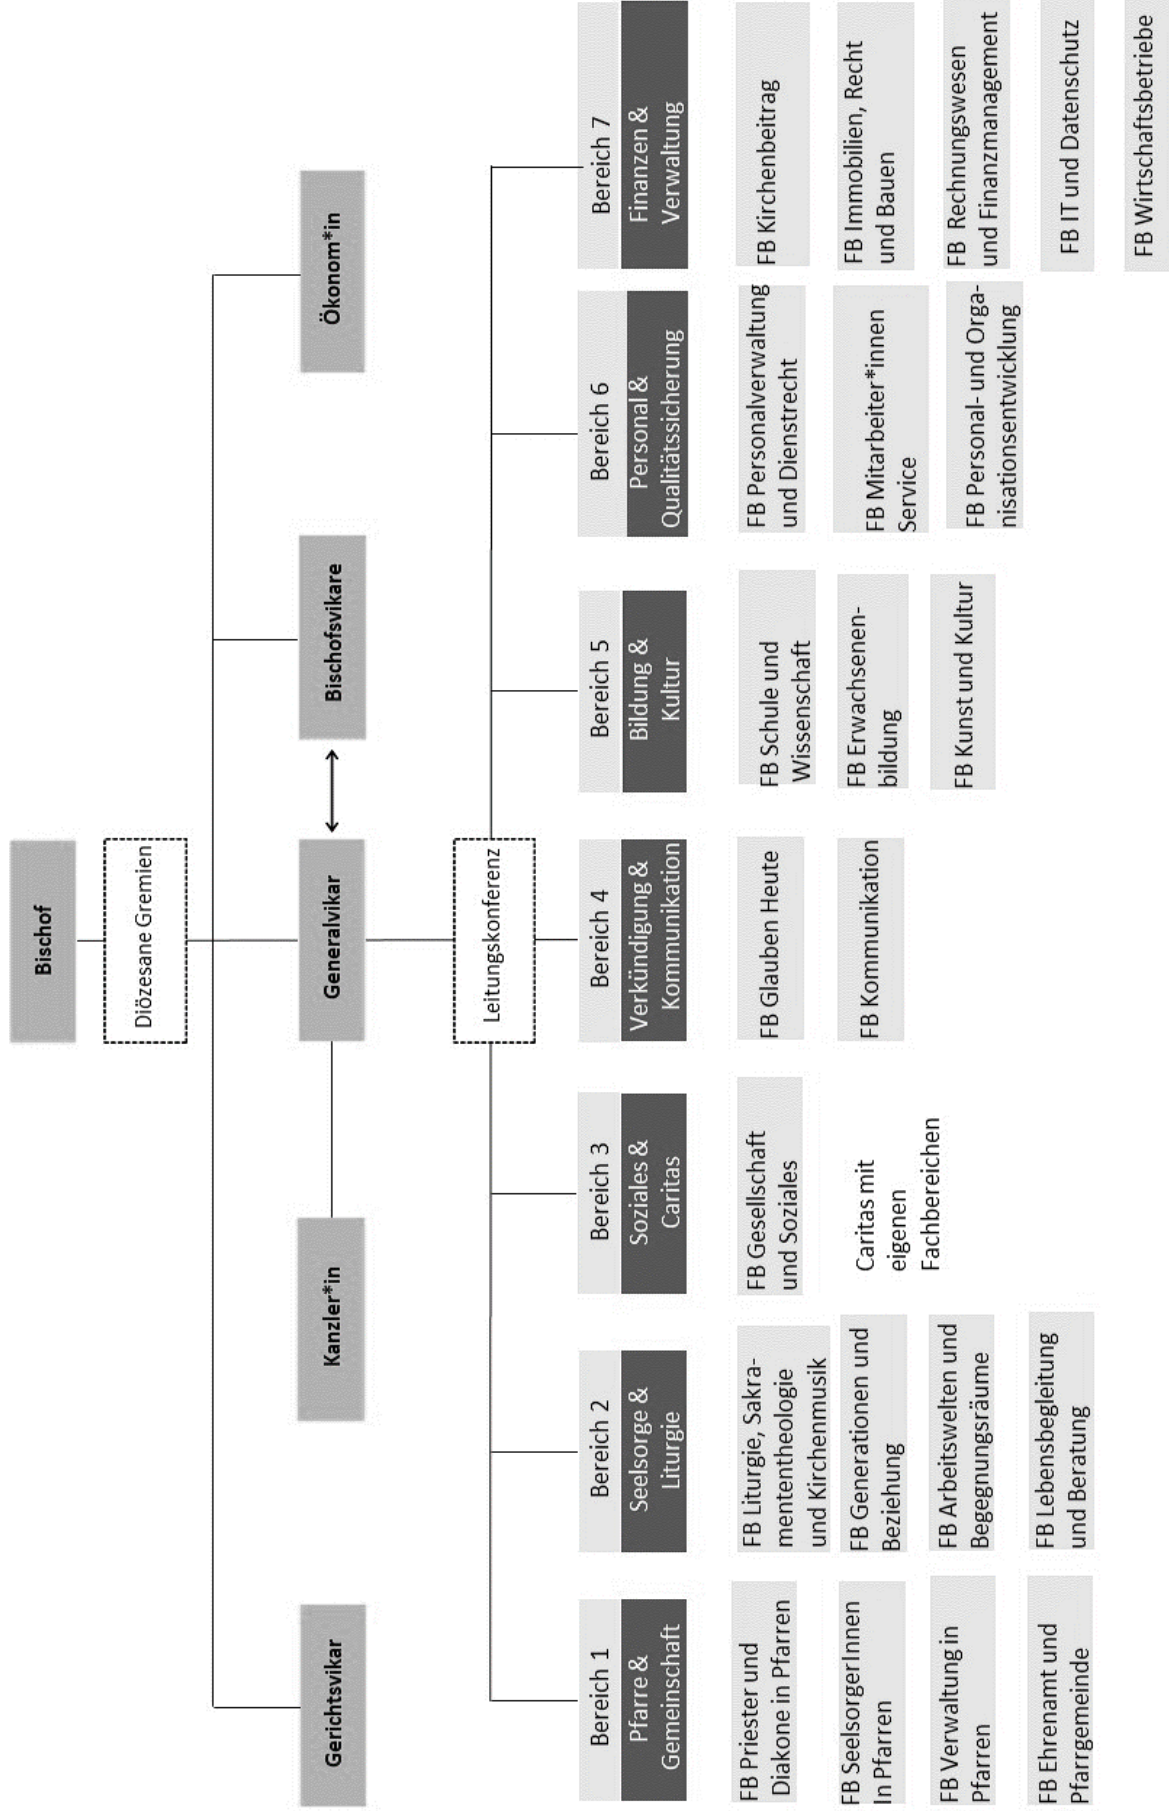 Bischof
Diözesane Gremien
Gerichtsvikar
Kanzler*in
Generalvikar
Bischofsvikare
Ökonom*in
Leitungskonferenz
Bereich 1
Pfarre &
Gemeinschaft
FB Priester und
Diakone in Pfarren
FB SeelsorgerInnen
In Pfarren
FB Verwaltung in
Pfarren
FB Ehrenamt und
Pfarrgemeinde
Bereich 2
Seelsorge &
Liturgie
FB Liturgie, Sakra-
mententheologie
und Kirchenmusik
FB Generationen und
Beziehung
FB Arbeitswelten und
Begegnungsräume
FB Lebensbegleitung
und Beratung
Bereich 3
Soziales &
Caritas
FB Gesellschaft
und Soziales
Caritas mit
eigenen
Fachbereichen
Bereich 4
Verkündigung &
Kommunikation
FB Glauben Heute
FB Kommunikation
Bereich 5
Bildung &
Kultur
FB Schule und
Wissenschaft
FB Erwachsenen-
bildung
FB Kunst und Kultur
Bereich 6
Personal &
Qualitätssicherung
FB Personalverwaltung
und Dienstrecht
FB Mitarbeiter*innen
Service
FB Personal- und Orga-
nisationsentwicklung
Bereich 7
Finanzen &
Verwaltung
FB Kirchenbeitrag
FB Immobilien, Recht
und Bauen
FB Rechnungswesen
und Finanzmanagement
FB IT und Datenschutz
FB Wirtschaftsbetriebe